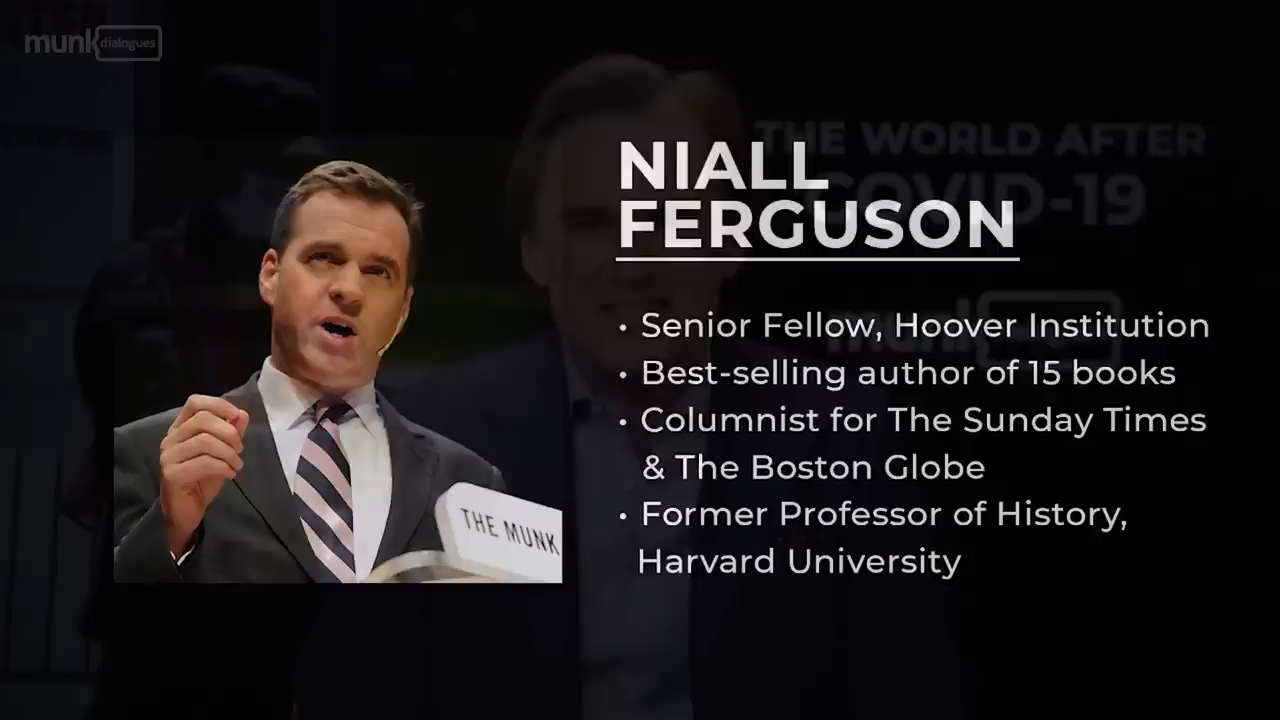 munk dialogues
THE WORLD AFTER
COVID-19
NIALL
FERGUSON
• Senior Fellow, Hoover Institution
• Best-selling author of 15 books
• Columnist for The Sunday Times
& The Boston Globe
• Former Professor of History,
Harvard University
THE MUNK
munk